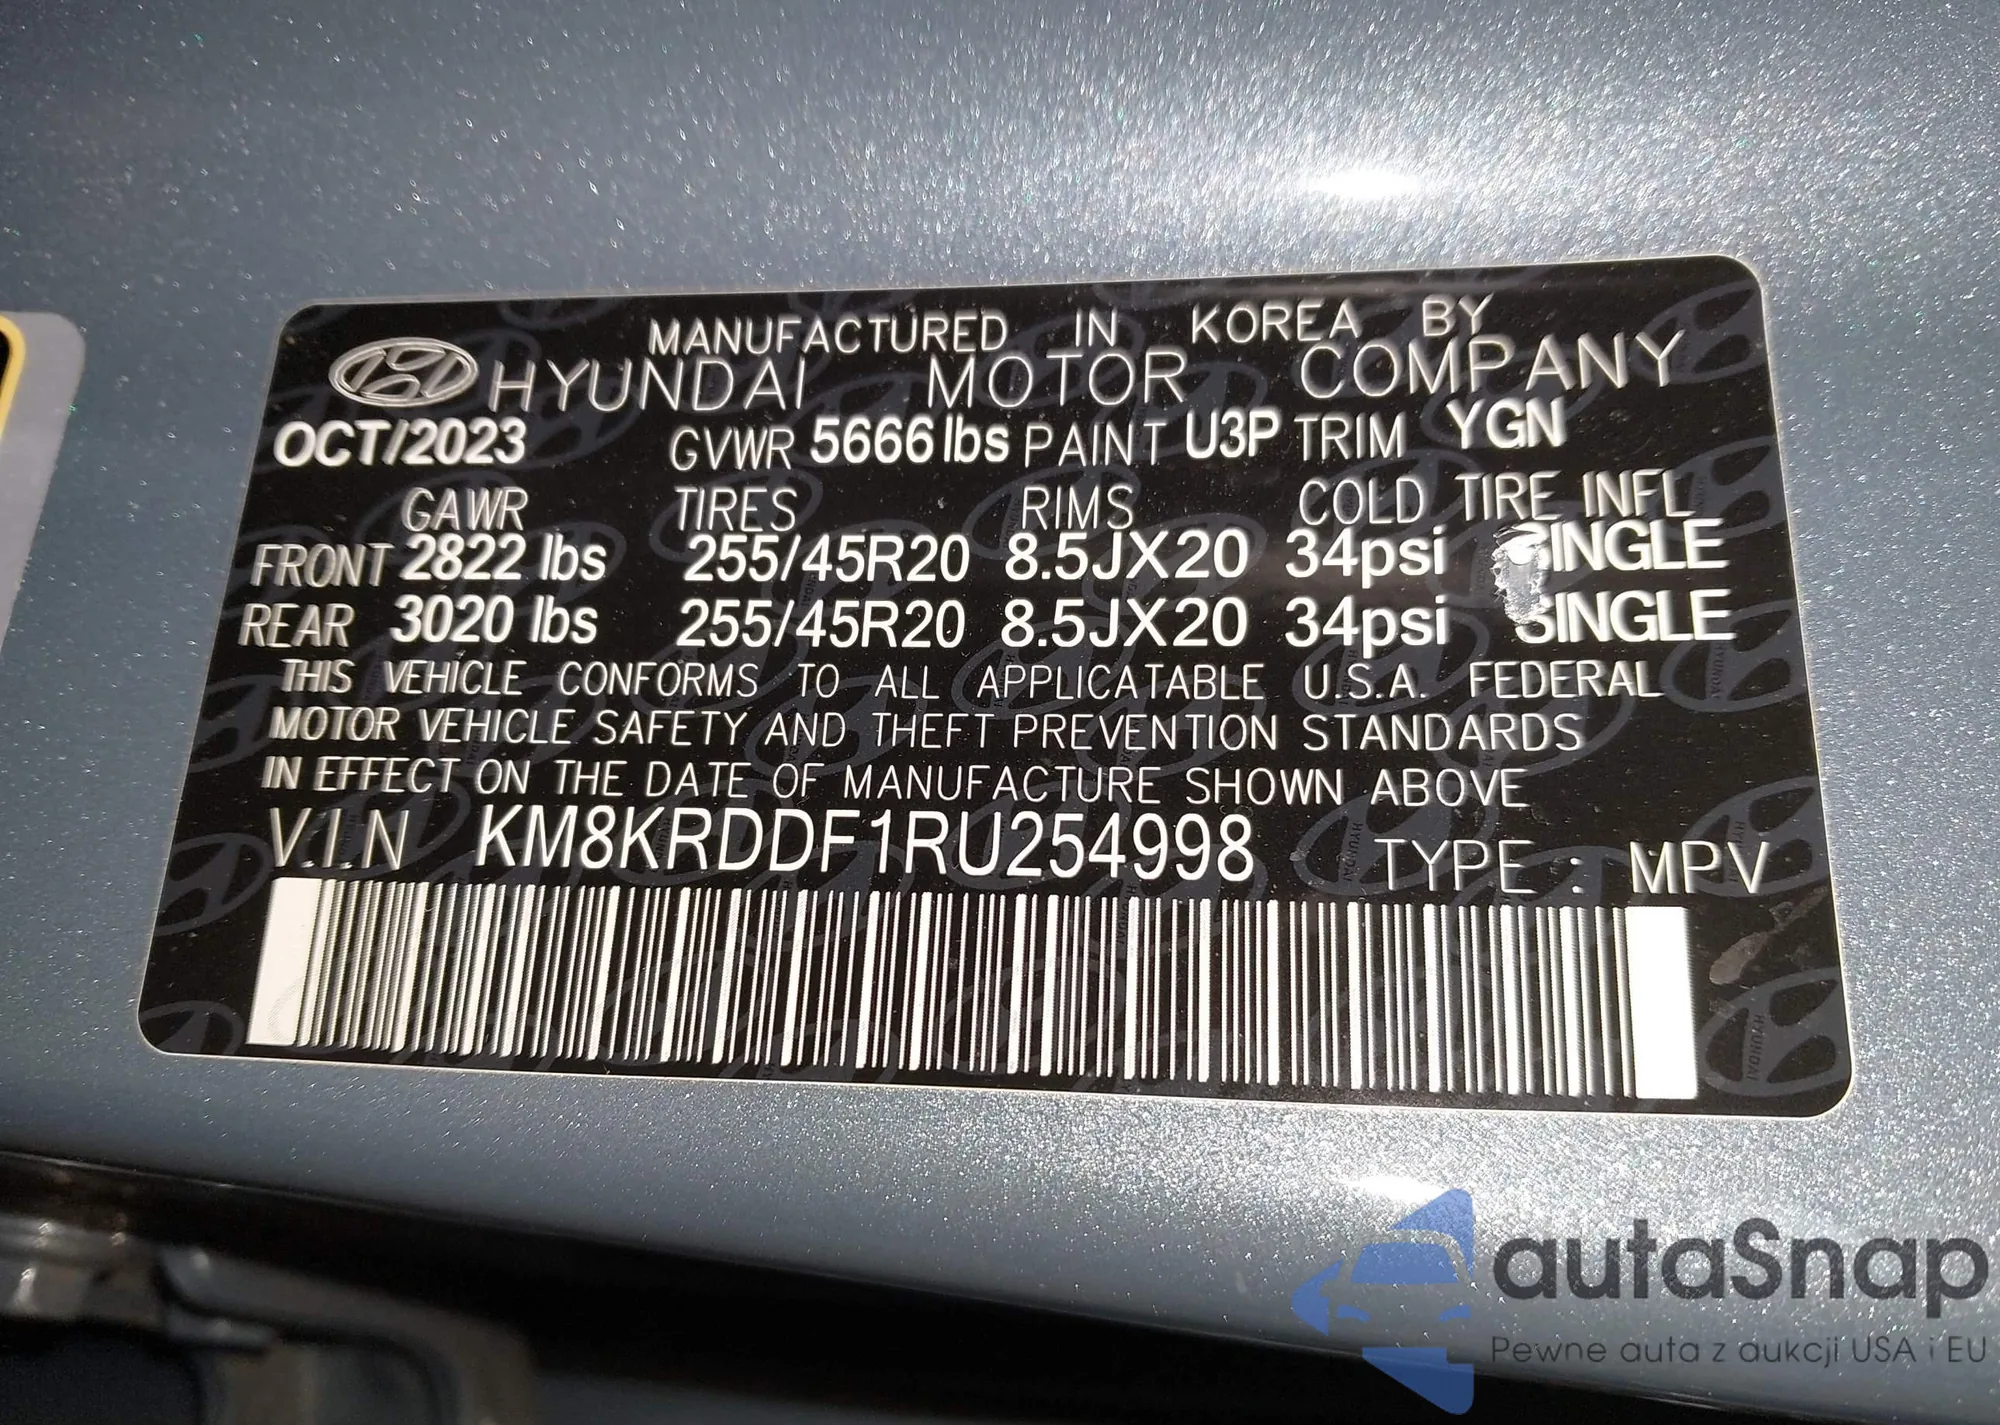 MANUFACTURED IN KOREA BY
HYUNDAI MOTOR COMPANY
OCT/2023 GVWR 5666 lbs PAINT U3P TRIM YGN
GAWR TIRES RIMS COLD TIRE INFL
FRONT 2822 lbs 255/45R20 8.5JX20 34psi SINGLE
REAR 3020 lbs 255/45R20 8.5JX20 34psi SINGLE
THIS VEHICLE CONFORMS TO ALL APPLICATABLE U.S.A. FEDERAL
MOTOR VEHICLE SAFETY AND THEFT PREVENTION STANDARDS
IN EFFECT ON THE DATE OF MANUFACTURE SHOWN ABOVE
V.I.N KM8KRDDF1RU254998 TYPE : MPV
autaSnap
Pewne auta z aukcji USA i EU